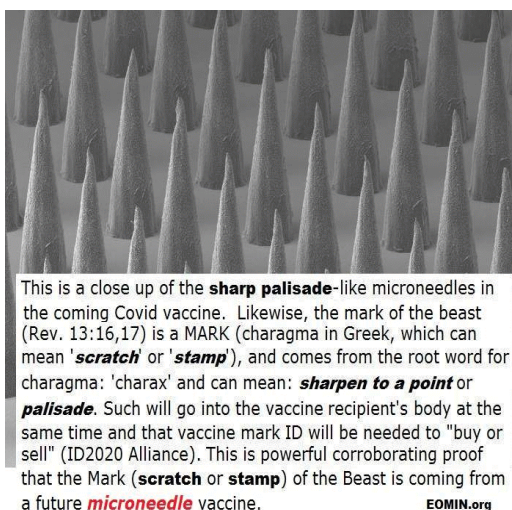 This is a close up of the sharp palisade-like microneedles in
the coming Covid vaccine. Likewise, the mark of the beast
(Rev. 13:16,17) is a MARK (charagma in Greek, which can
mean 'scratch' or 'stamp'), and comes from the root word for
charagma: 'charax' and can mean: sharpen to a point or
palisade. Such will go into the vaccine recipient's body at the
same time and that vaccine mark ID will be needed to "buy or
sell" (ID2020 Alliance). This is powerful corroborating proof
that the Mark (scratch or stamp) of the Beast is coming from
a future microneedle vaccine. EOMIN.org